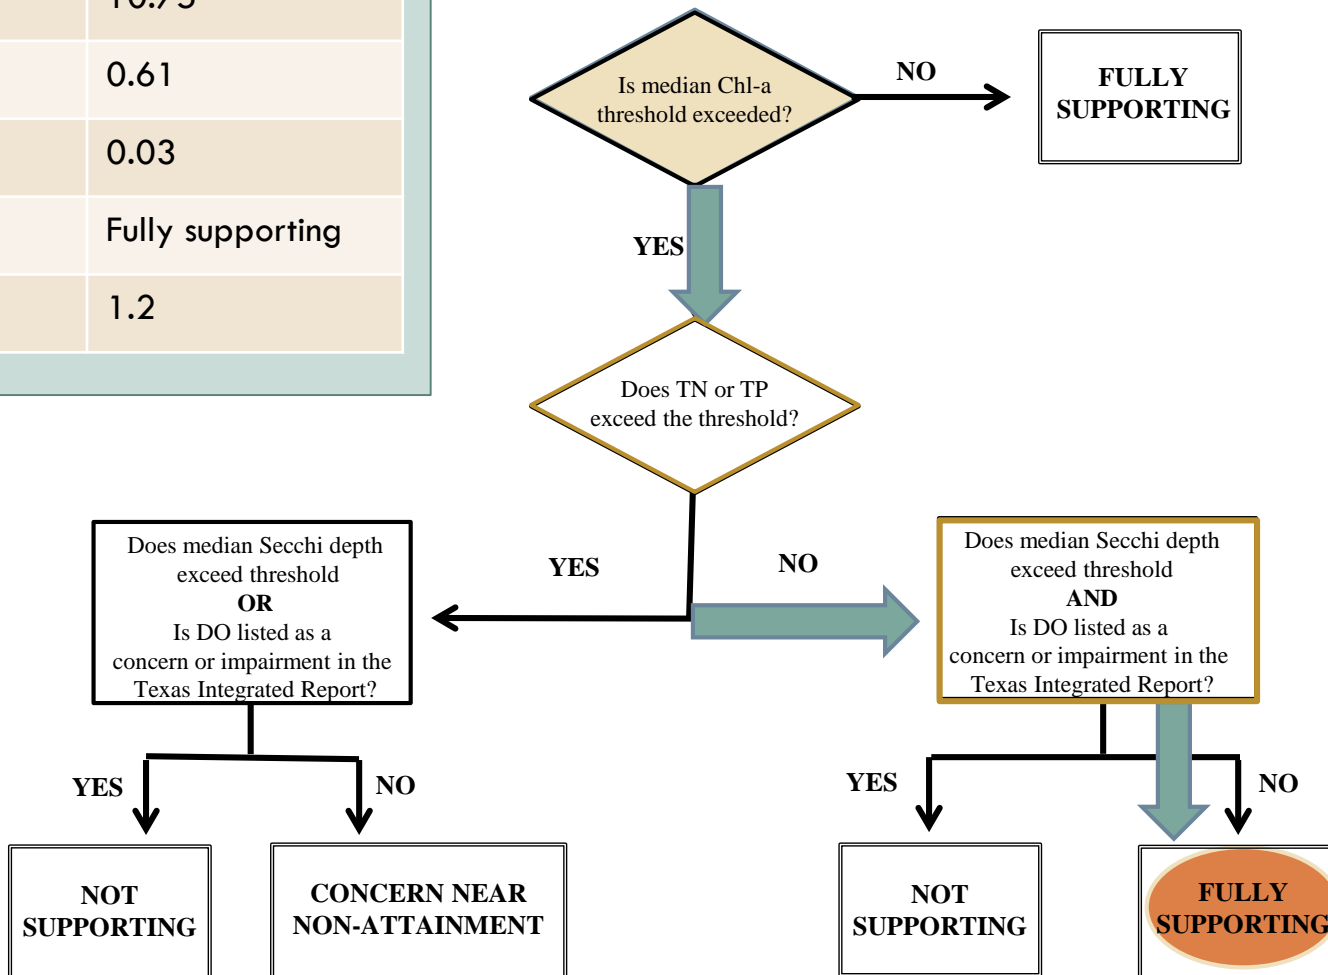 10.75
0.61
0.03
Fully supporting
1.2
Is median Chl-a
threshold exceeded?
NO
FULLY
SUPPORTING
YES
Does TN or TP
exceed the threshold?
Does median Secchi depth
exceed threshold
OR
Is DO listed as a
concern or impairment in the
Texas Integrated Report?
YES
NO
Does median Secchi depth
exceed threshold
AND
Is DO listed as a
concern or impairment in the
Texas Integrated Report?
YES
NO
YES
NO
NOT
SUPPORTING
CONCERN NEAR
NON-ATTAINMENT
NOT
SUPPORTING
FULLY
SUPPORTING